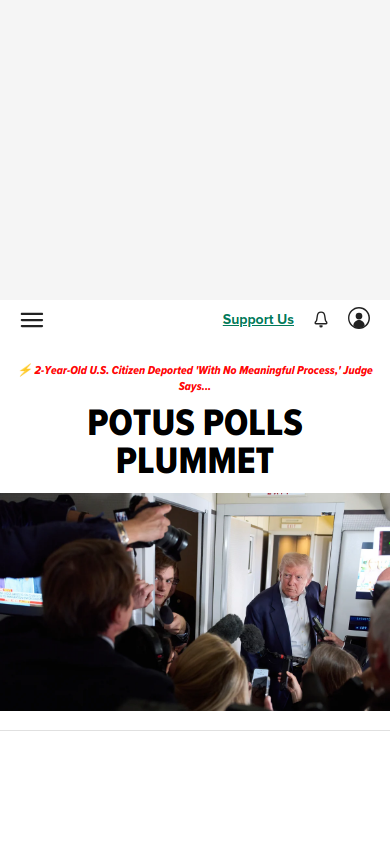 Support Us
⚡ 2-Year-Old U.S. Citizen Deported 'With No Meaningful Process,' Judge
Says...
POTUS POLLS
PLUMMET